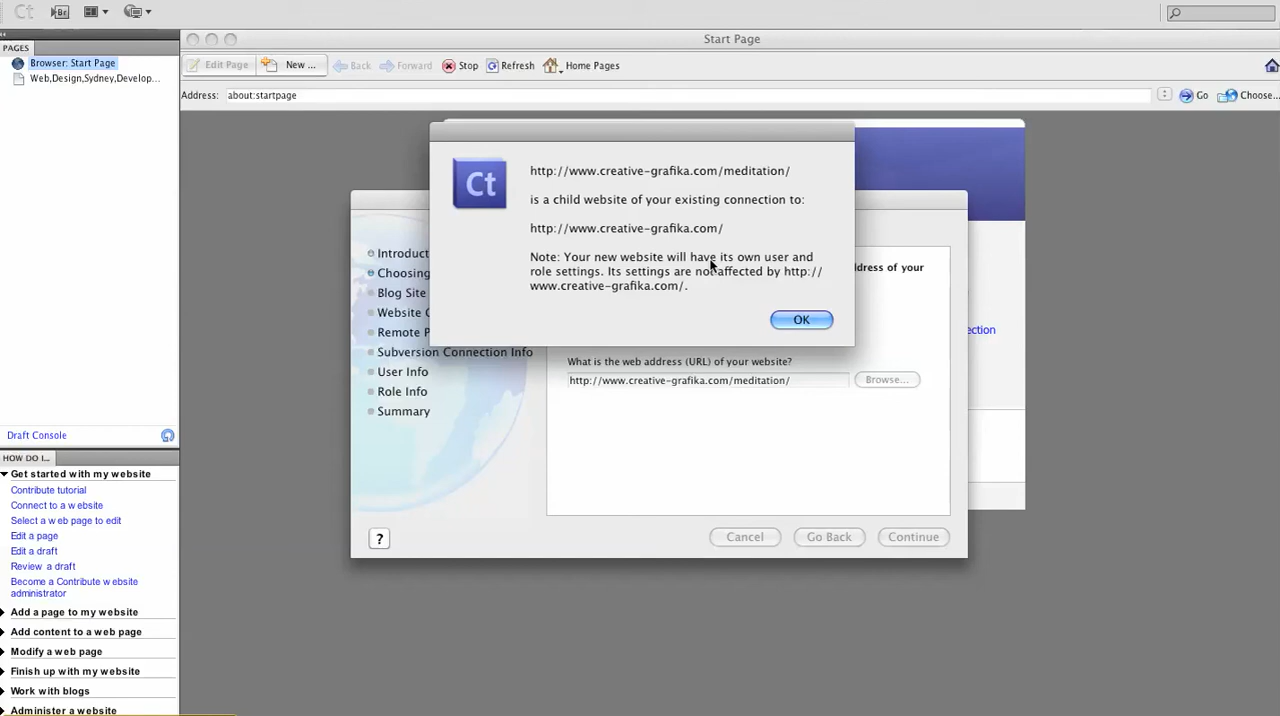 Ct
Br
Start Page
PAGES
Browser: Start Page
Web,Design,Sydney,Develop...
Edit Page
New ...
Back
Forward
Stop
Refresh
Home Pages
Address:
about:startpage
Go
Choose...
Ct
http://www.creative-grafika.com/meditation/
is a child website of your existing connection to:
http://www.creative-grafika.com/
Note: Your new website will have its own user and
role settings. Its settings are not affected by http://
www.creative-grafika.com/.
OK
Introduct
Choosing
Blog Site
Website C
Remote P
Subversion Connection Info
User Info
Role Info
Summary
dress of your
ection
What is the web address (URL) of your website?
http://www.creative-grafika.com/meditation/
Browse...
?
Cancel
Go Back
Continue
Draft Console
HOW DO I...
Get started with my website
Contribute tutorial
Connect to a website
Select a web page to edit
Edit a page
Edit a draft
Review a draft
Become a Contribute website
administrator
Add a page to my website
Add content to a web page
Modify a web page
Finish up with my website
Work with blogs
Administer a website